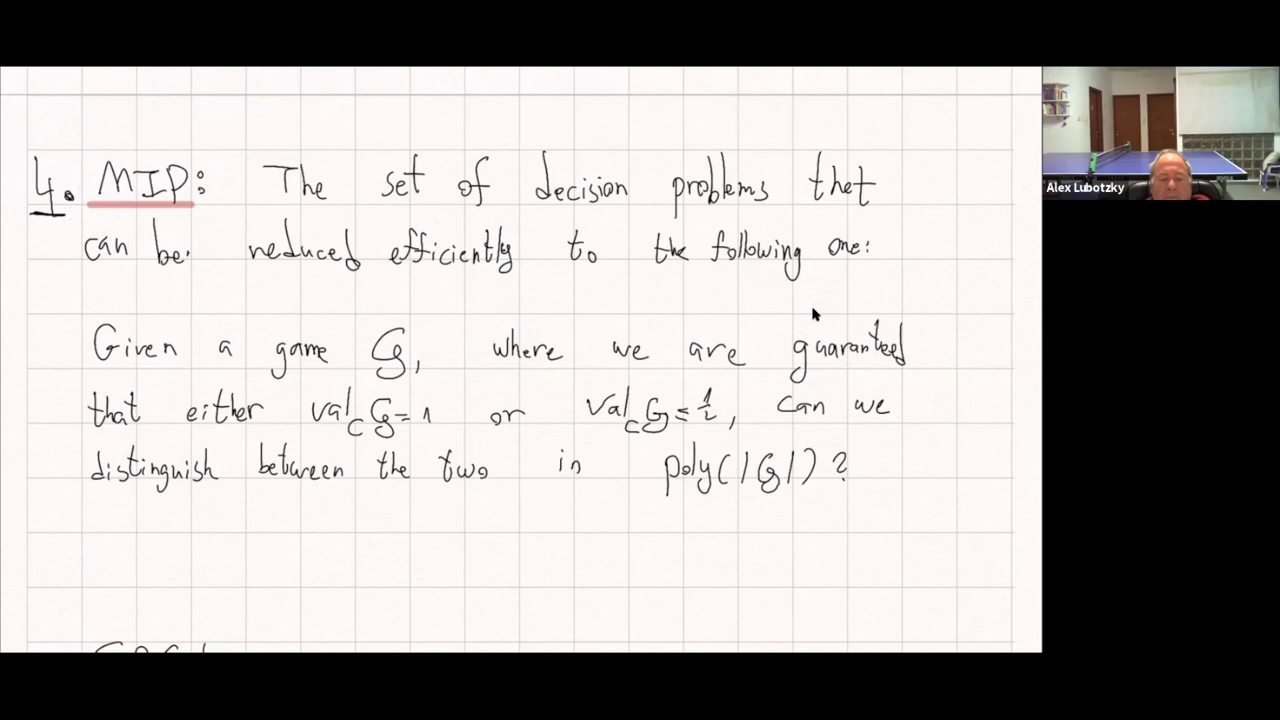 4. MIP: The set of decision problems that
can be reduced efficiently to the following one:
Given a game G, where we are guaranteed
that either val_C G = 1 or val_C G ≤ 1/2, can we
distinguish between the two in poly(|G|)?
Alex Lubotzky